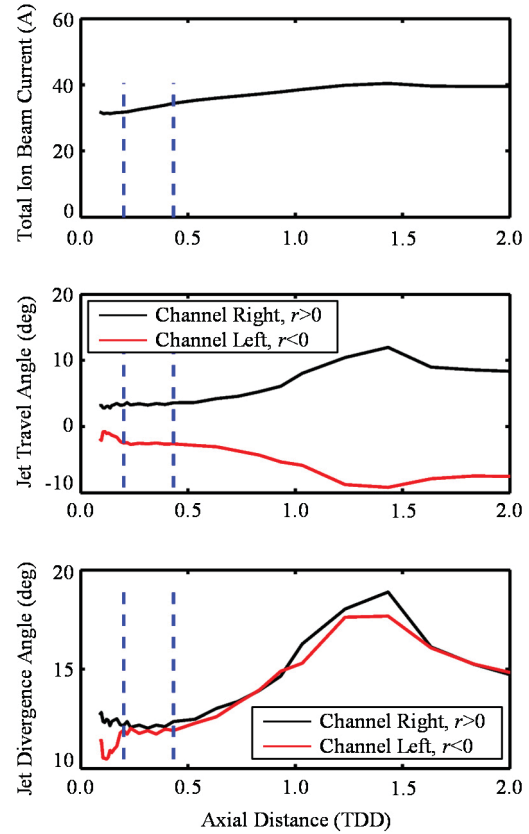 Total Ion Beam Current (A)
60
40
20
0
0.0 0.5 1.0 1.5 2.0
Jet Travel Angle (deg)
20
10
0
-10
Channel Right, r>0
Channel Left, r<0
0.0 0.5 1.0 1.5 2.0
Jet Divergence Angle (deg)
20
15
10
Channel Right, r>0
Channel Left, r<0
0.0 0.5 1.0 1.5 2.0
Axial Distance (TDD)